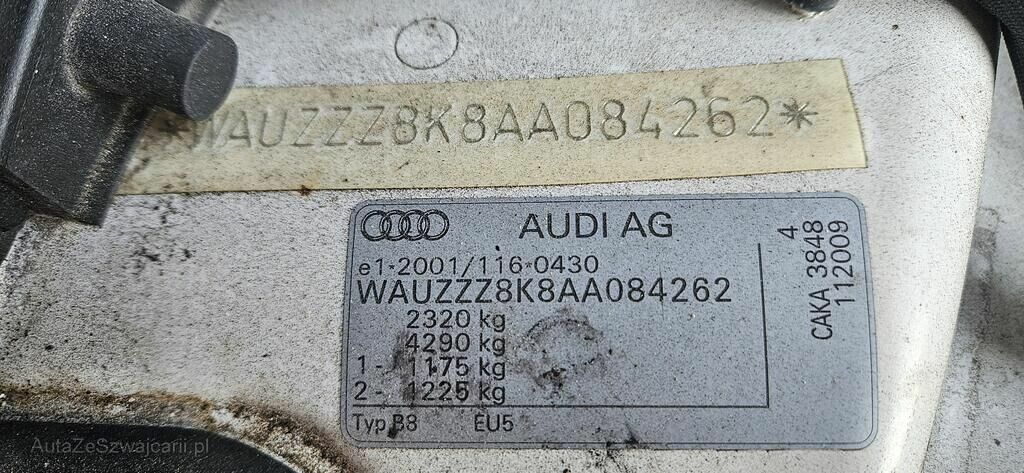 *WAUZZZ8K8AA084262*
AUDI AG
e1*2001/116*0430
WAUZZZ8K8AA084262
2320 kg
4290 kg
1- 1175 kg
2- 1225 kg
Typ B8 EU5
4
CAKA 3848
112009
AutaZeSzwajcarii.pl